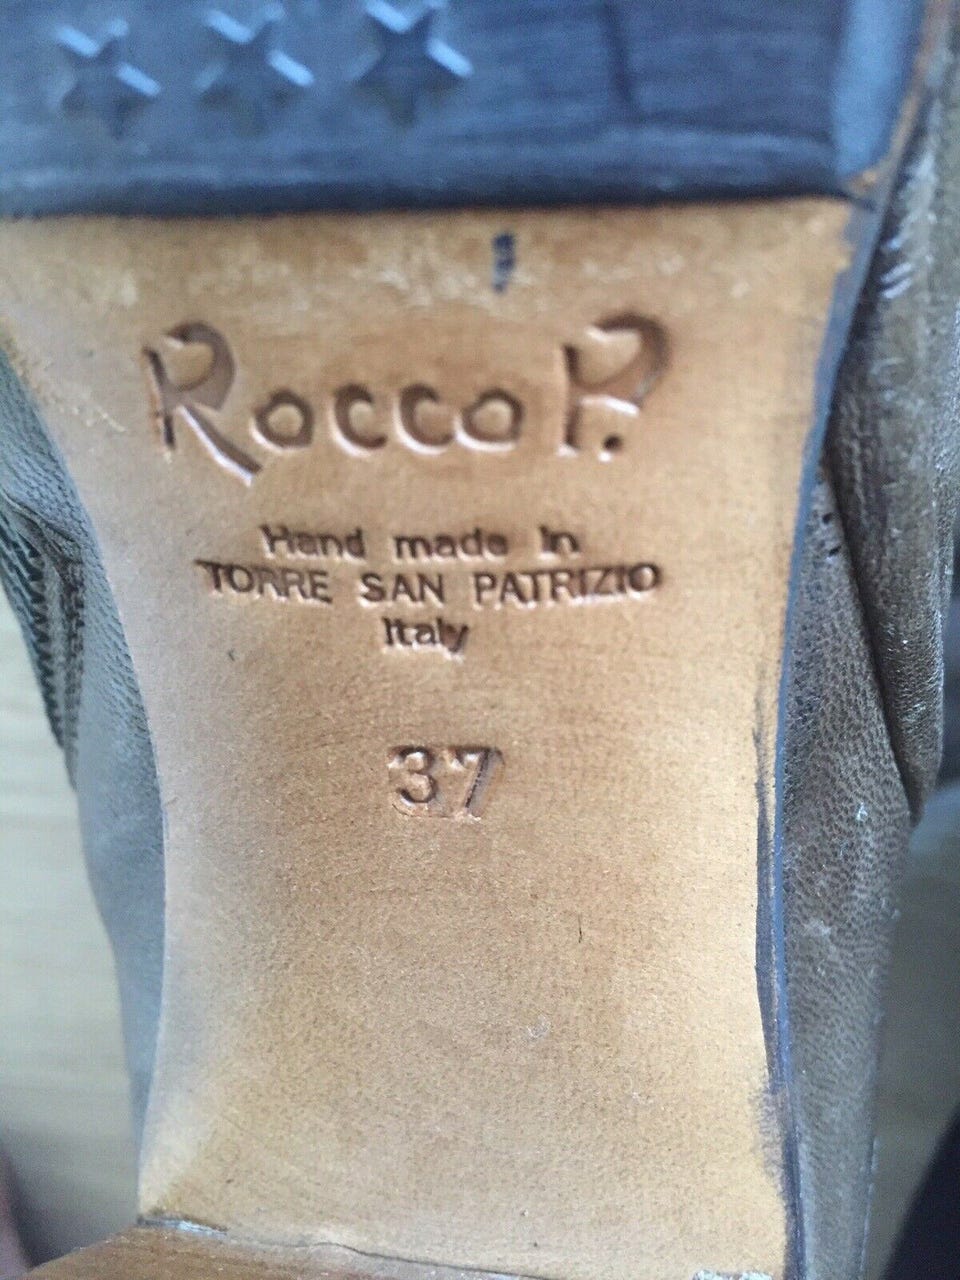 Rocco P.
Hand made in
TORRE SAN PATRIZIO
Italy
37